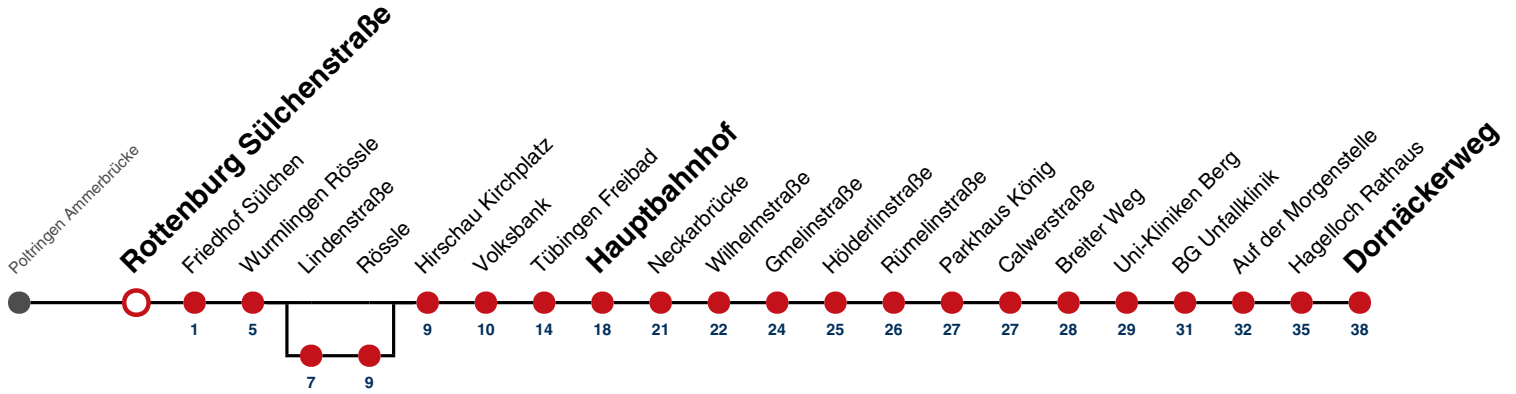 Poltringen Ammerbrücke
Rottenburg Sülchenstraße
Friedhof Sülchen
Wurmlingen Rössle
Lindenstraße
Rössle
Hirschau Kirchplatz
Volksbank
Tübingen Freibad
Hauptbahnhof
Neckarbrücke
Wilhelmstraße
Gmelinstraße
Hölderlinstraße
Rümelinstraße
Parkhaus König
Calwerstraße
Breiter Weg
Uni-Kliniken Berg
BG Unfallklinik
Auf der Morgenstelle
Hagelloch Rathaus
Dornäckerweg
1 5 9 10 14 18 21 22 24 25 26 27 27 28 29 31 32 35 38
7 9